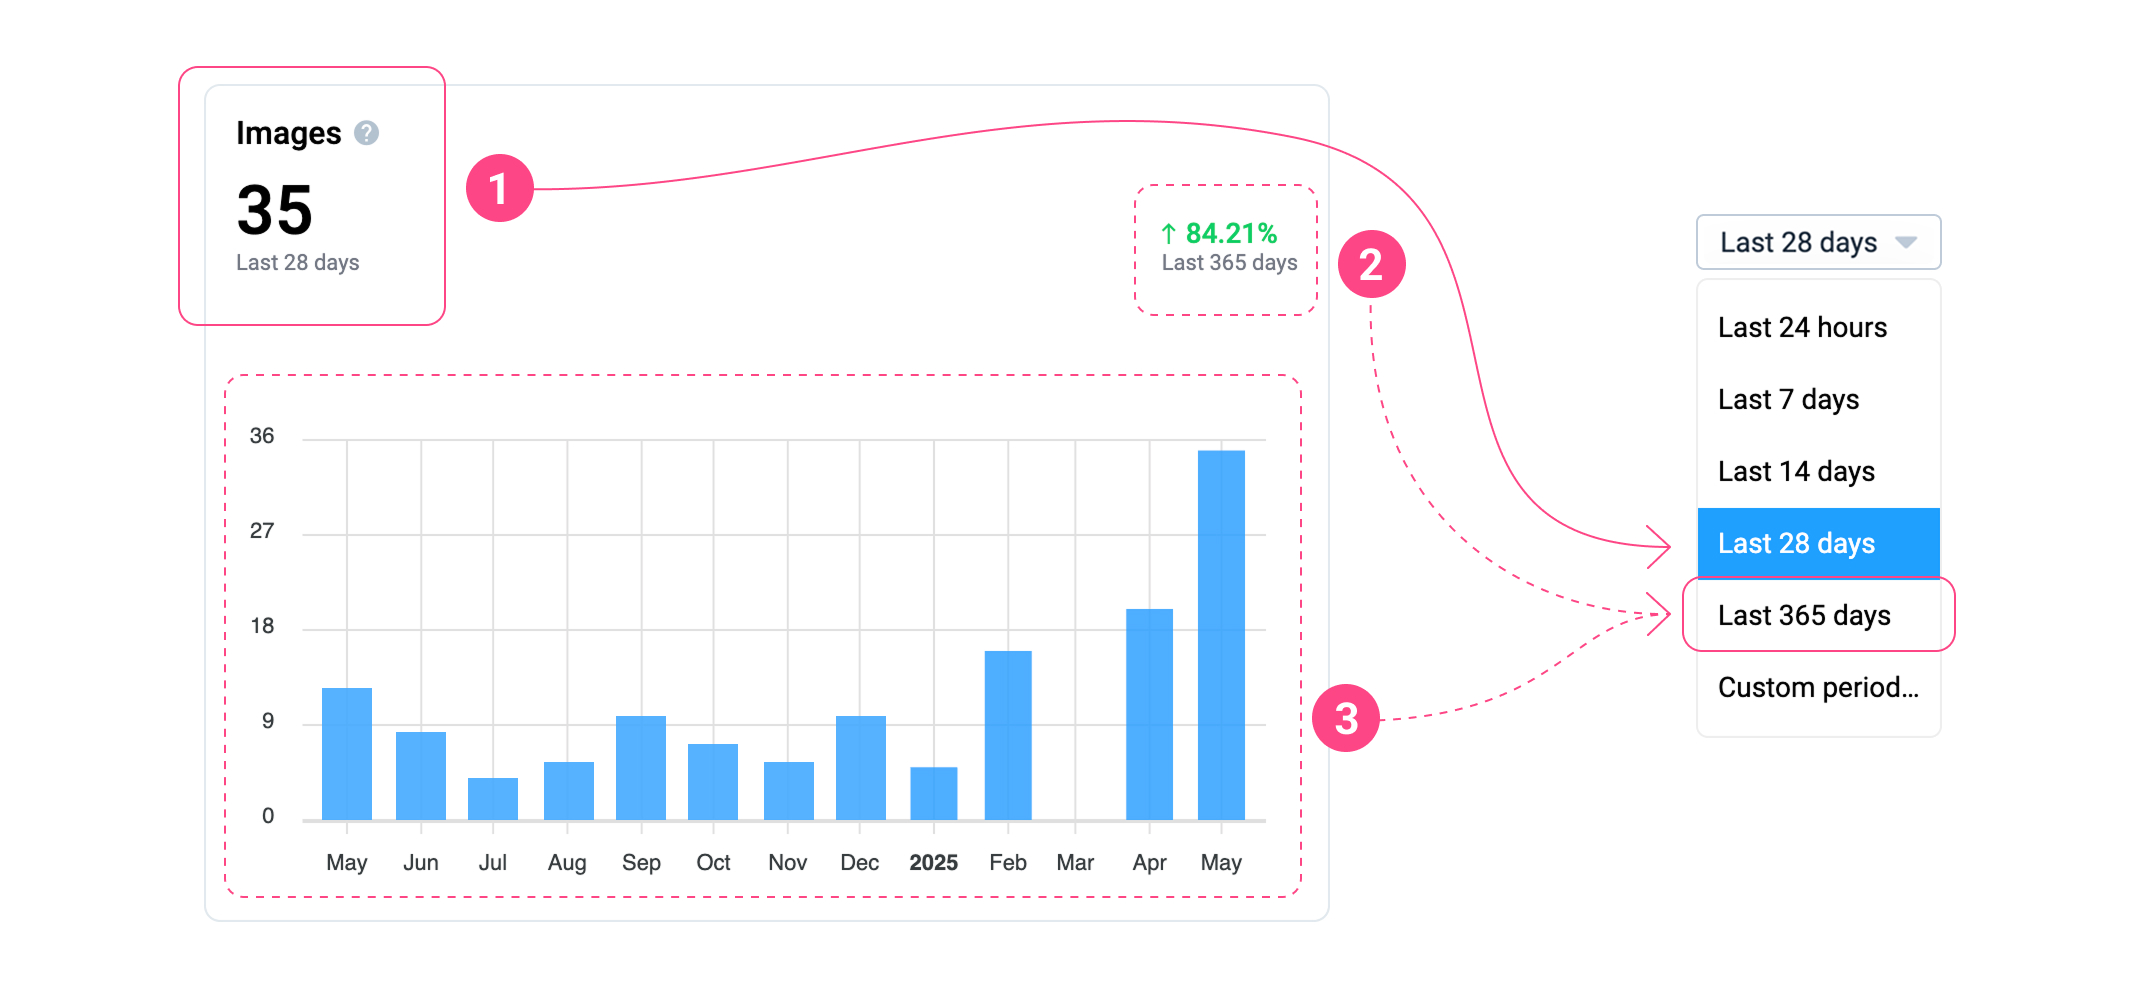 Images ?
35
Last 28 days
1
↑ 84.21%
Last 365 days
2
36
27
18
9
0
May Jun Jul Aug Sep Oct Nov Dec 2025 Feb Mar Apr May
3
Last 28 days
Last 24 hours
Last 7 days
Last 14 days
Last 28 days
Last 365 days
Custom period...